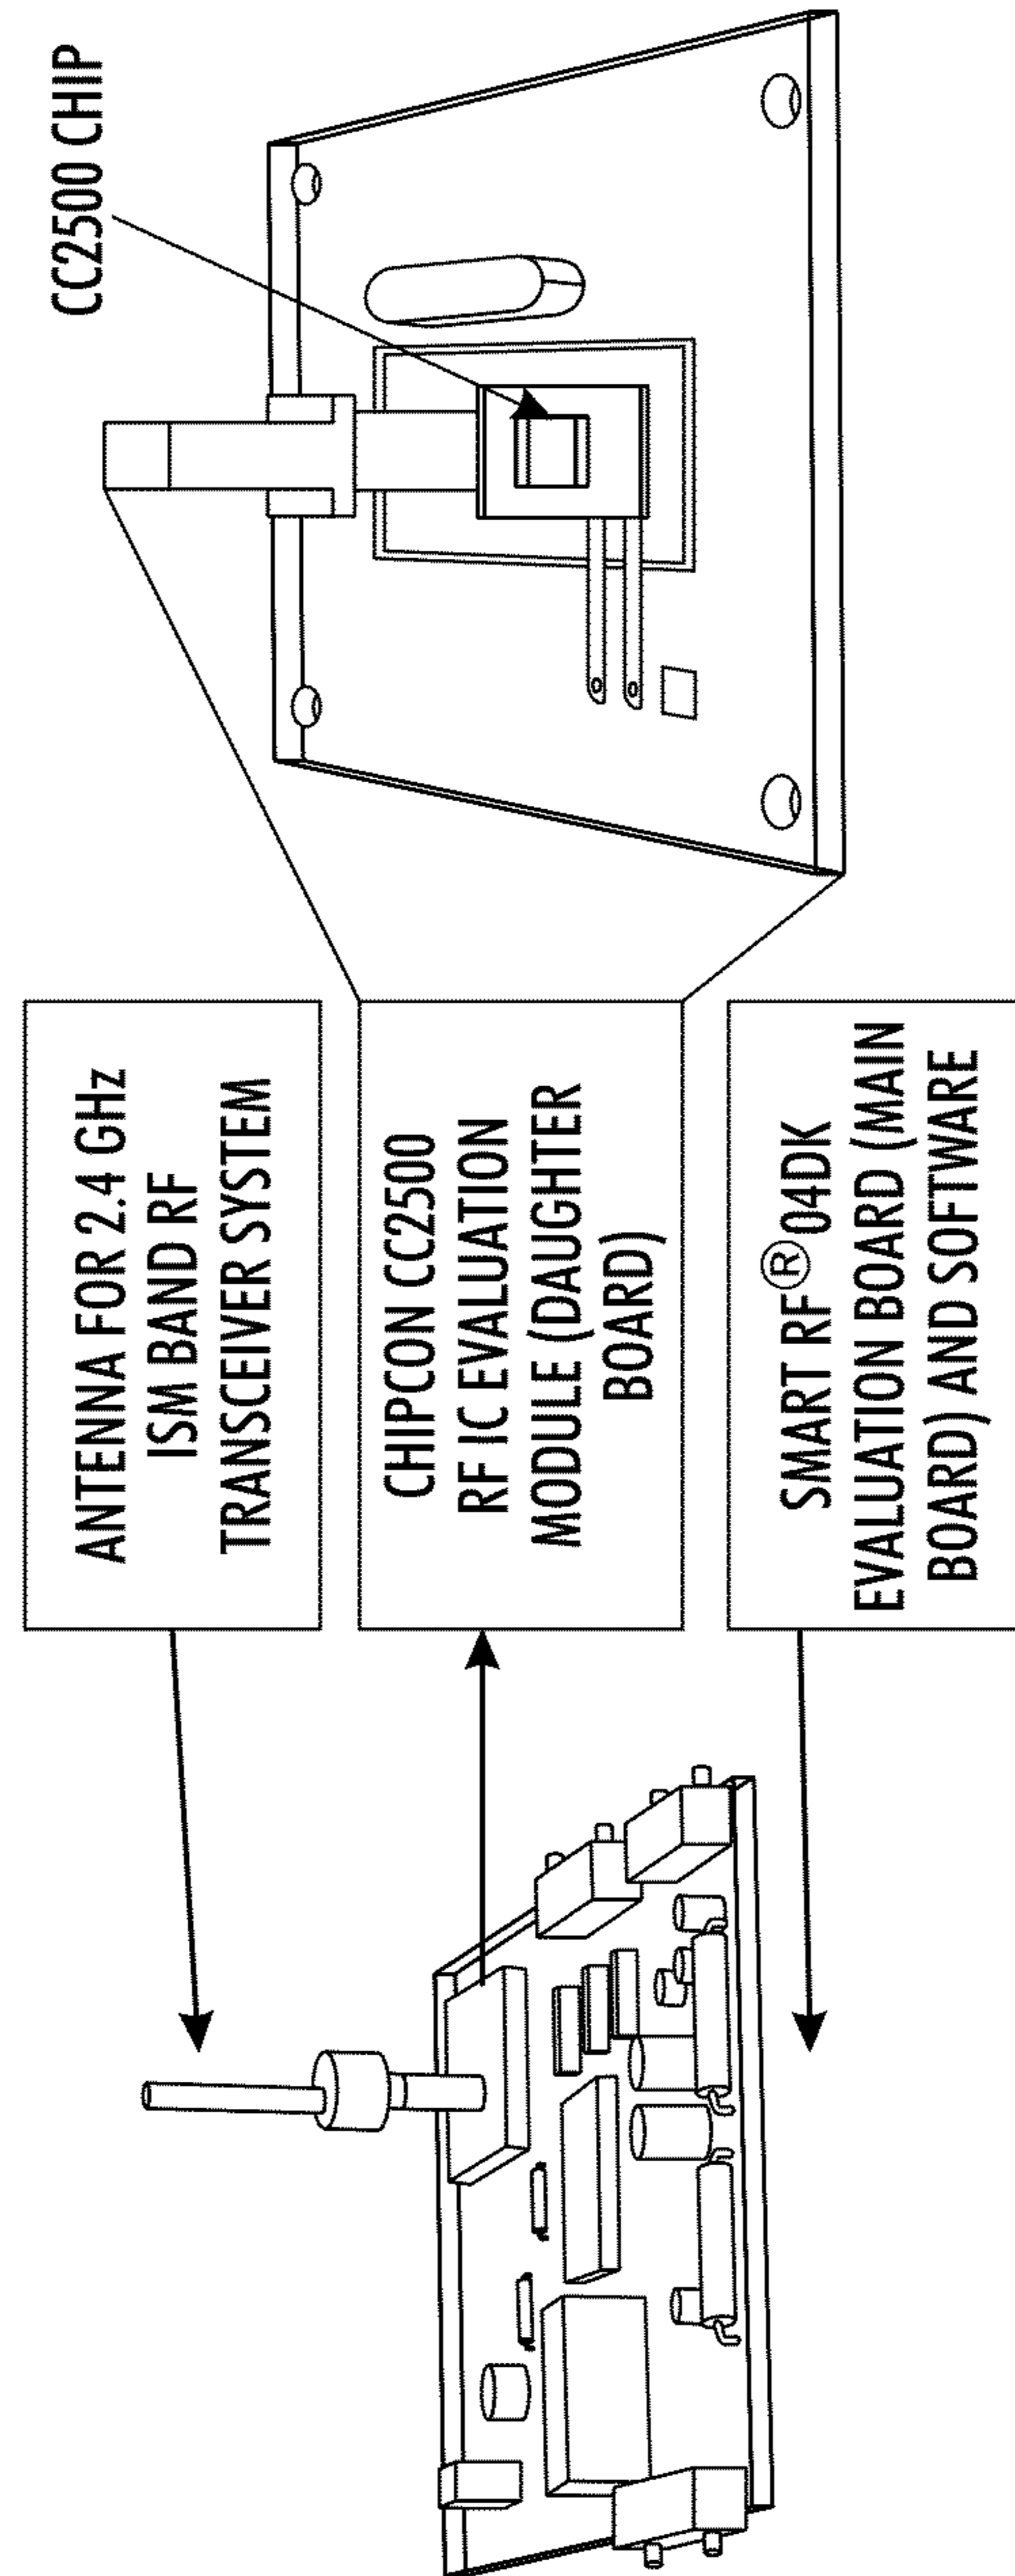 ANTENNA FOR 2.4 GHz
ISM BAND RF
TRANSCEIVER SYSTEM
CHIPCON CC2500
RF IC EVALUATION
MODULE (DAUGHTER
BOARD)
SMART RF® 04DK
EVALUATION BOARD (MAIN
BOARD) AND SOFTWARE
CC2500 CHIP